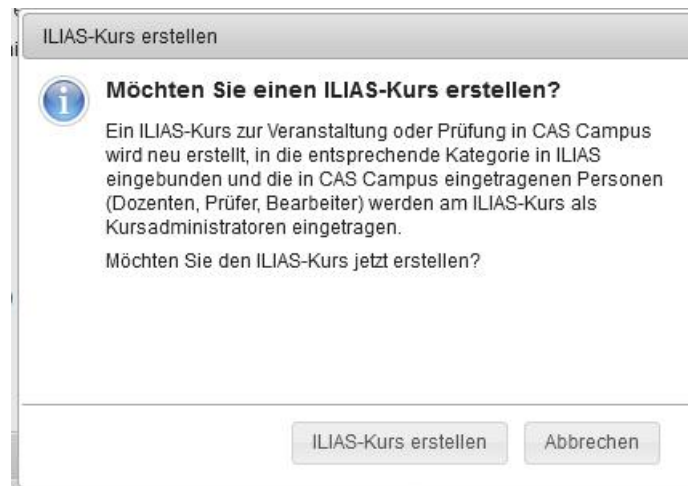 ILIAS-Kurs erstellen
Möchten Sie einen ILIAS-Kurs erstellen?
Ein ILIAS-Kurs zur Veranstaltung oder Prüfung in CAS Campus
wird neu erstellt, in die entsprechende Kategorie in ILIAS
eingebunden und die in CAS Campus eingetragenen Personen
(Dozenten, Prüfer, Bearbeiter) werden am ILIAS-Kurs als
Kursadministratoren eingetragen.
Möchten Sie den ILIAS-Kurs jetzt erstellen?
ILIAS-Kurs erstellen Abbrechen